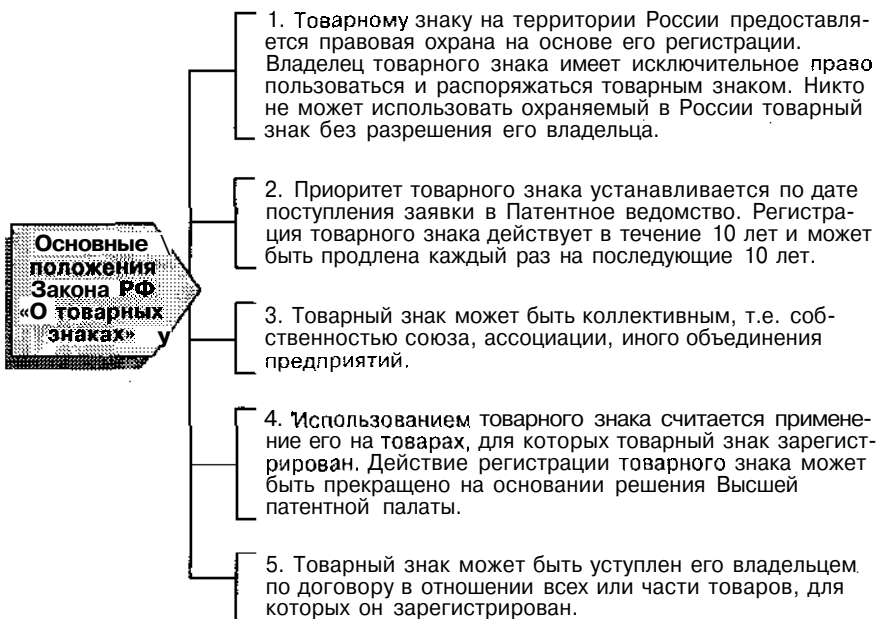 Основные
положения
Закона РФ
«О товарных
знаках»
1. Товарному знаку на территории России предоставля-
ется правовая охрана на основе его регистрации.
Владелец товарного знака имеет исключительное право
пользоваться и распоряжаться товарным знаком. Никто
не может использовать охраняемый в России товарный
знак без разрешения его владельца.
2. Приоритет товарного знака устанавливается по дате
поступления заявки в Патентное ведомство. Регистра-
ция товарного знака действует в течение 10 лет и может
быть продлена каждый раз на последующие 10 лет.
3. Товарный знак может быть коллективным, т.е. соб-
ственностью союза, ассоциации, иного объединения
предприятий.
4. Использованием товарного знака считается примене-
ние его на товарах, для которых товарный знак зарегист-
рирован. Действие регистрации товарного знака может
быть прекращено на основании решения Высшей
патентной палаты.
5. Товарный знак может быть уступлен его владельцем
по договору в отношении всех или части товаров, для
которых он зарегистрирован.